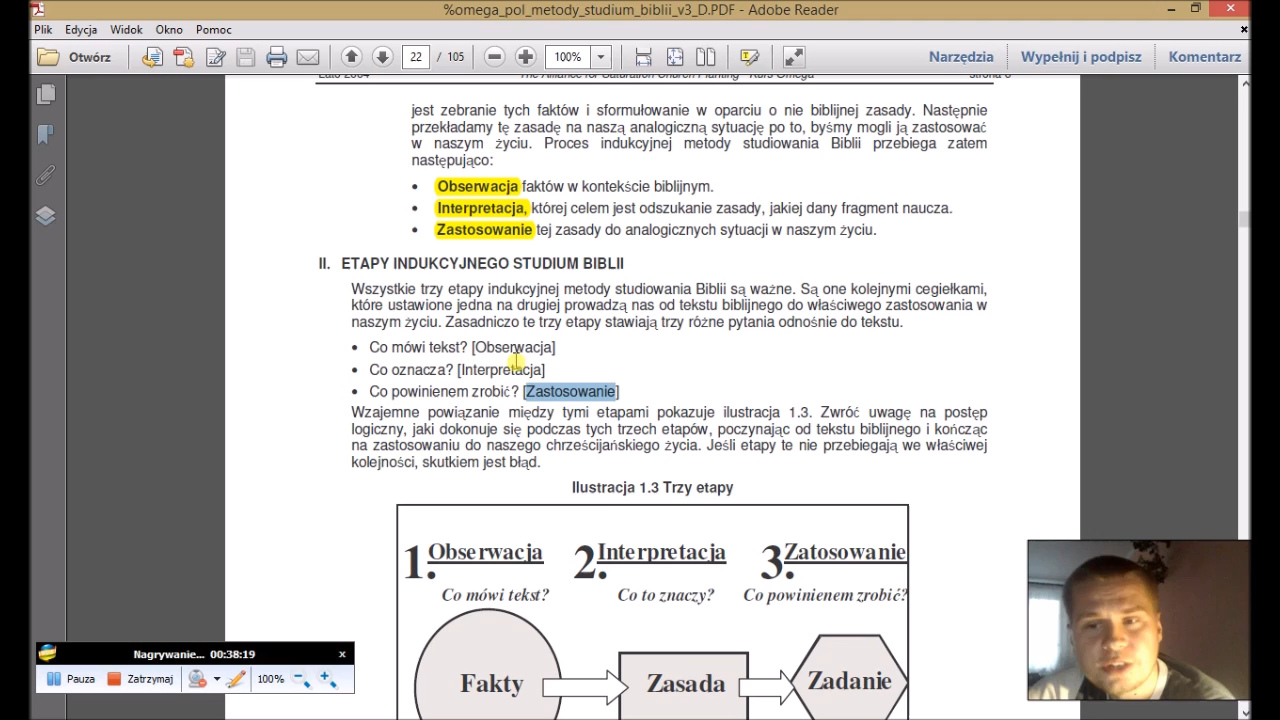 %omega_pol_metody_studium_biblii_v3_D.PDF - Adobe Reader
Plik Edycja Widok Okno Pomoc
Otwórz 22 / 105 100% Narzędzia Wypełnij i podpisz Komentarz
Lato 2004 The Alliance for Saturation Church Planting - Kurs Omega
jest zebranie tych faktów i sformułowanie w oparciu o nie biblijnej zasady. Następnie
przekładamy tę zasadę na naszą analogiczną sytuację po to, byśmy mogli ją zastosować
w naszym życiu. Proces indukcyjnej metody studiowania Biblii przebiega zatem
następująco:
• Obserwacja faktów w kontekście biblijnym.
• Interpretacja, której celem jest odszukanie zasady, jakiej dany fragment naucza.
• Zastosowanie tej zasady do analogicznych sytuacji w naszym życiu.
II. ETAPY INDUKCYJNEGO STUDIUM BIBLII
Wszystkie trzy etapy indukcyjnej metody studiowania Biblii są ważne. Są one kolejnymi cegiełkami,
które ustawione jedna na drugiej prowadzą nas od tekstu biblijnego do właściwego zastosowania w
naszym życiu. Zasadniczo te trzy etapy stawiają trzy różne pytania odnośnie do tekstu.
• Co mówi tekst? [Obserwacja]
• Co oznacza? [Interpretacja]
• Co powinienem zrobić? [Zastosowanie]
Wzajemne powiązanie między tymi etapami pokazuje ilustracja 1.3. Zwróć uwagę na postęp
logiczny, jaki dokonuje się podczas tych trzech etapów, poczynając od tekstu biblijnego i kończąc
na zastosowaniu do naszego chrześcijańskiego życia. Jeśli etapy te nie przebiegają we właściwej
kolejności, skutkiem jest błąd.
Ilustracja 1.3 Trzy etapy
1. Obserwacja 2. Interpretacja 3. Zatosowanie
Co mówi tekst? Co to znaczy? Co powinienem zrobić?
Fakty Zasada Zadanie
Nagrywanie... 00:38:19
Pauza Zatrzymaj 100%